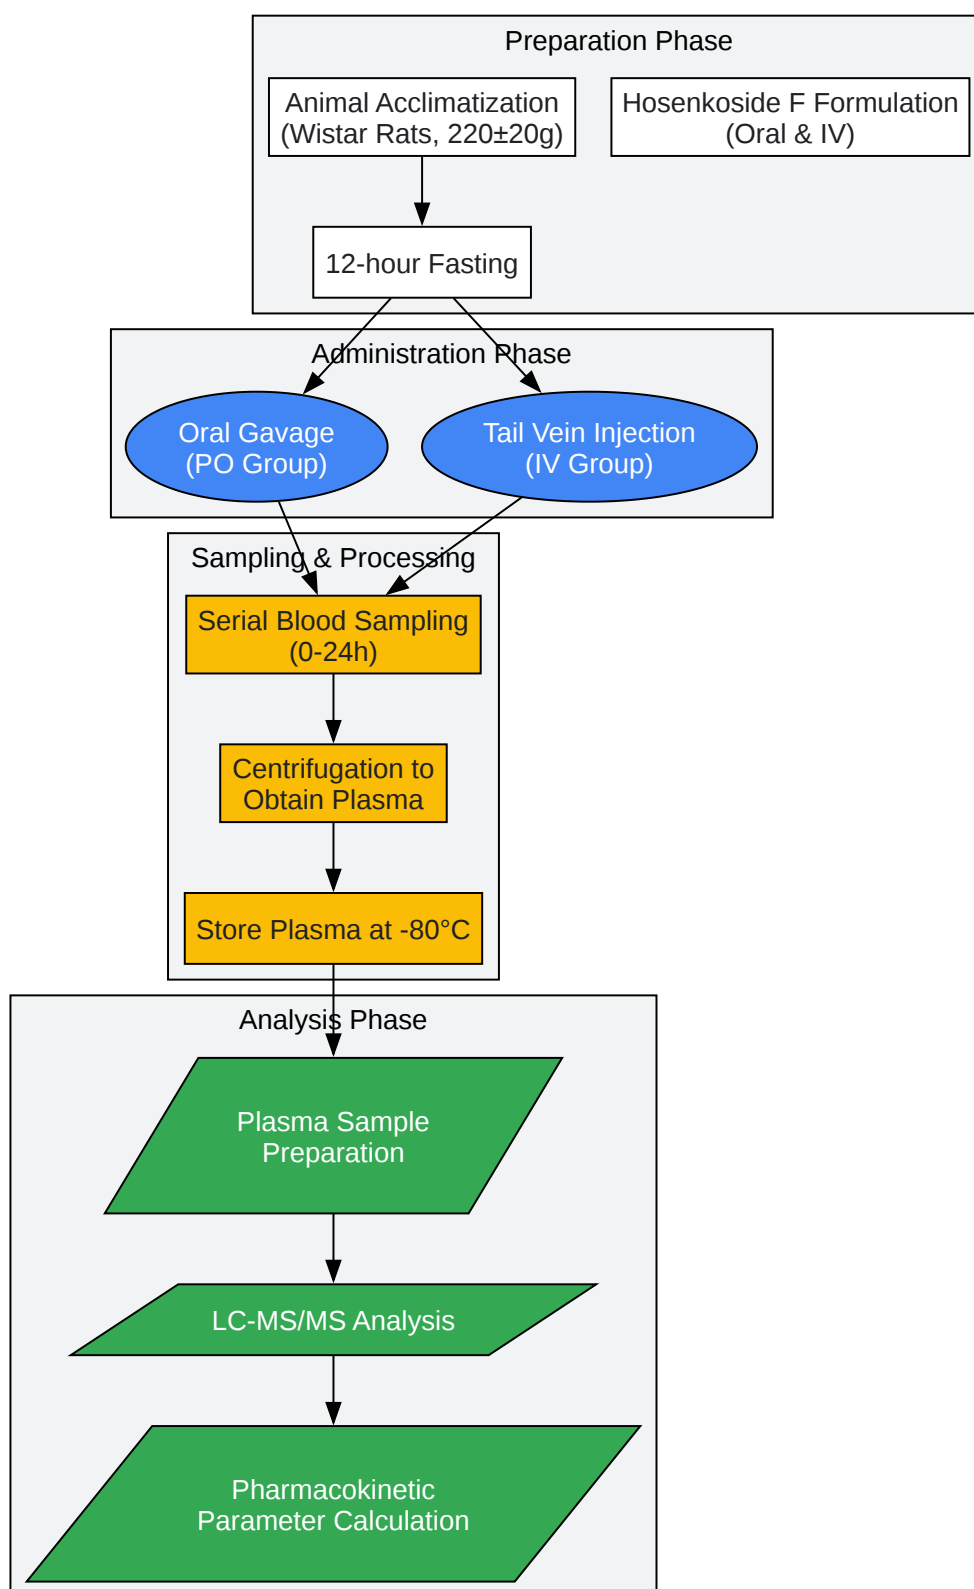 Preparation Phase
Animal Acclimatization
(Wistar Rats, 220±20g)
Hosenkoside F Formulation
(Oral & IV)
12-hour Fasting
Administration Phase
Oral Gavage
(PO Group)
Tail Vein Injection
(IV Group)
Sampling & Processing
Serial Blood Sampling
(0-24h)
Centrifugation to
Obtain Plasma
Store Plasma at -80°C
Analysis Phase
Plasma Sample
Preparation
LC-MS/MS Analysis
Pharmacokinetic
Parameter Calculation